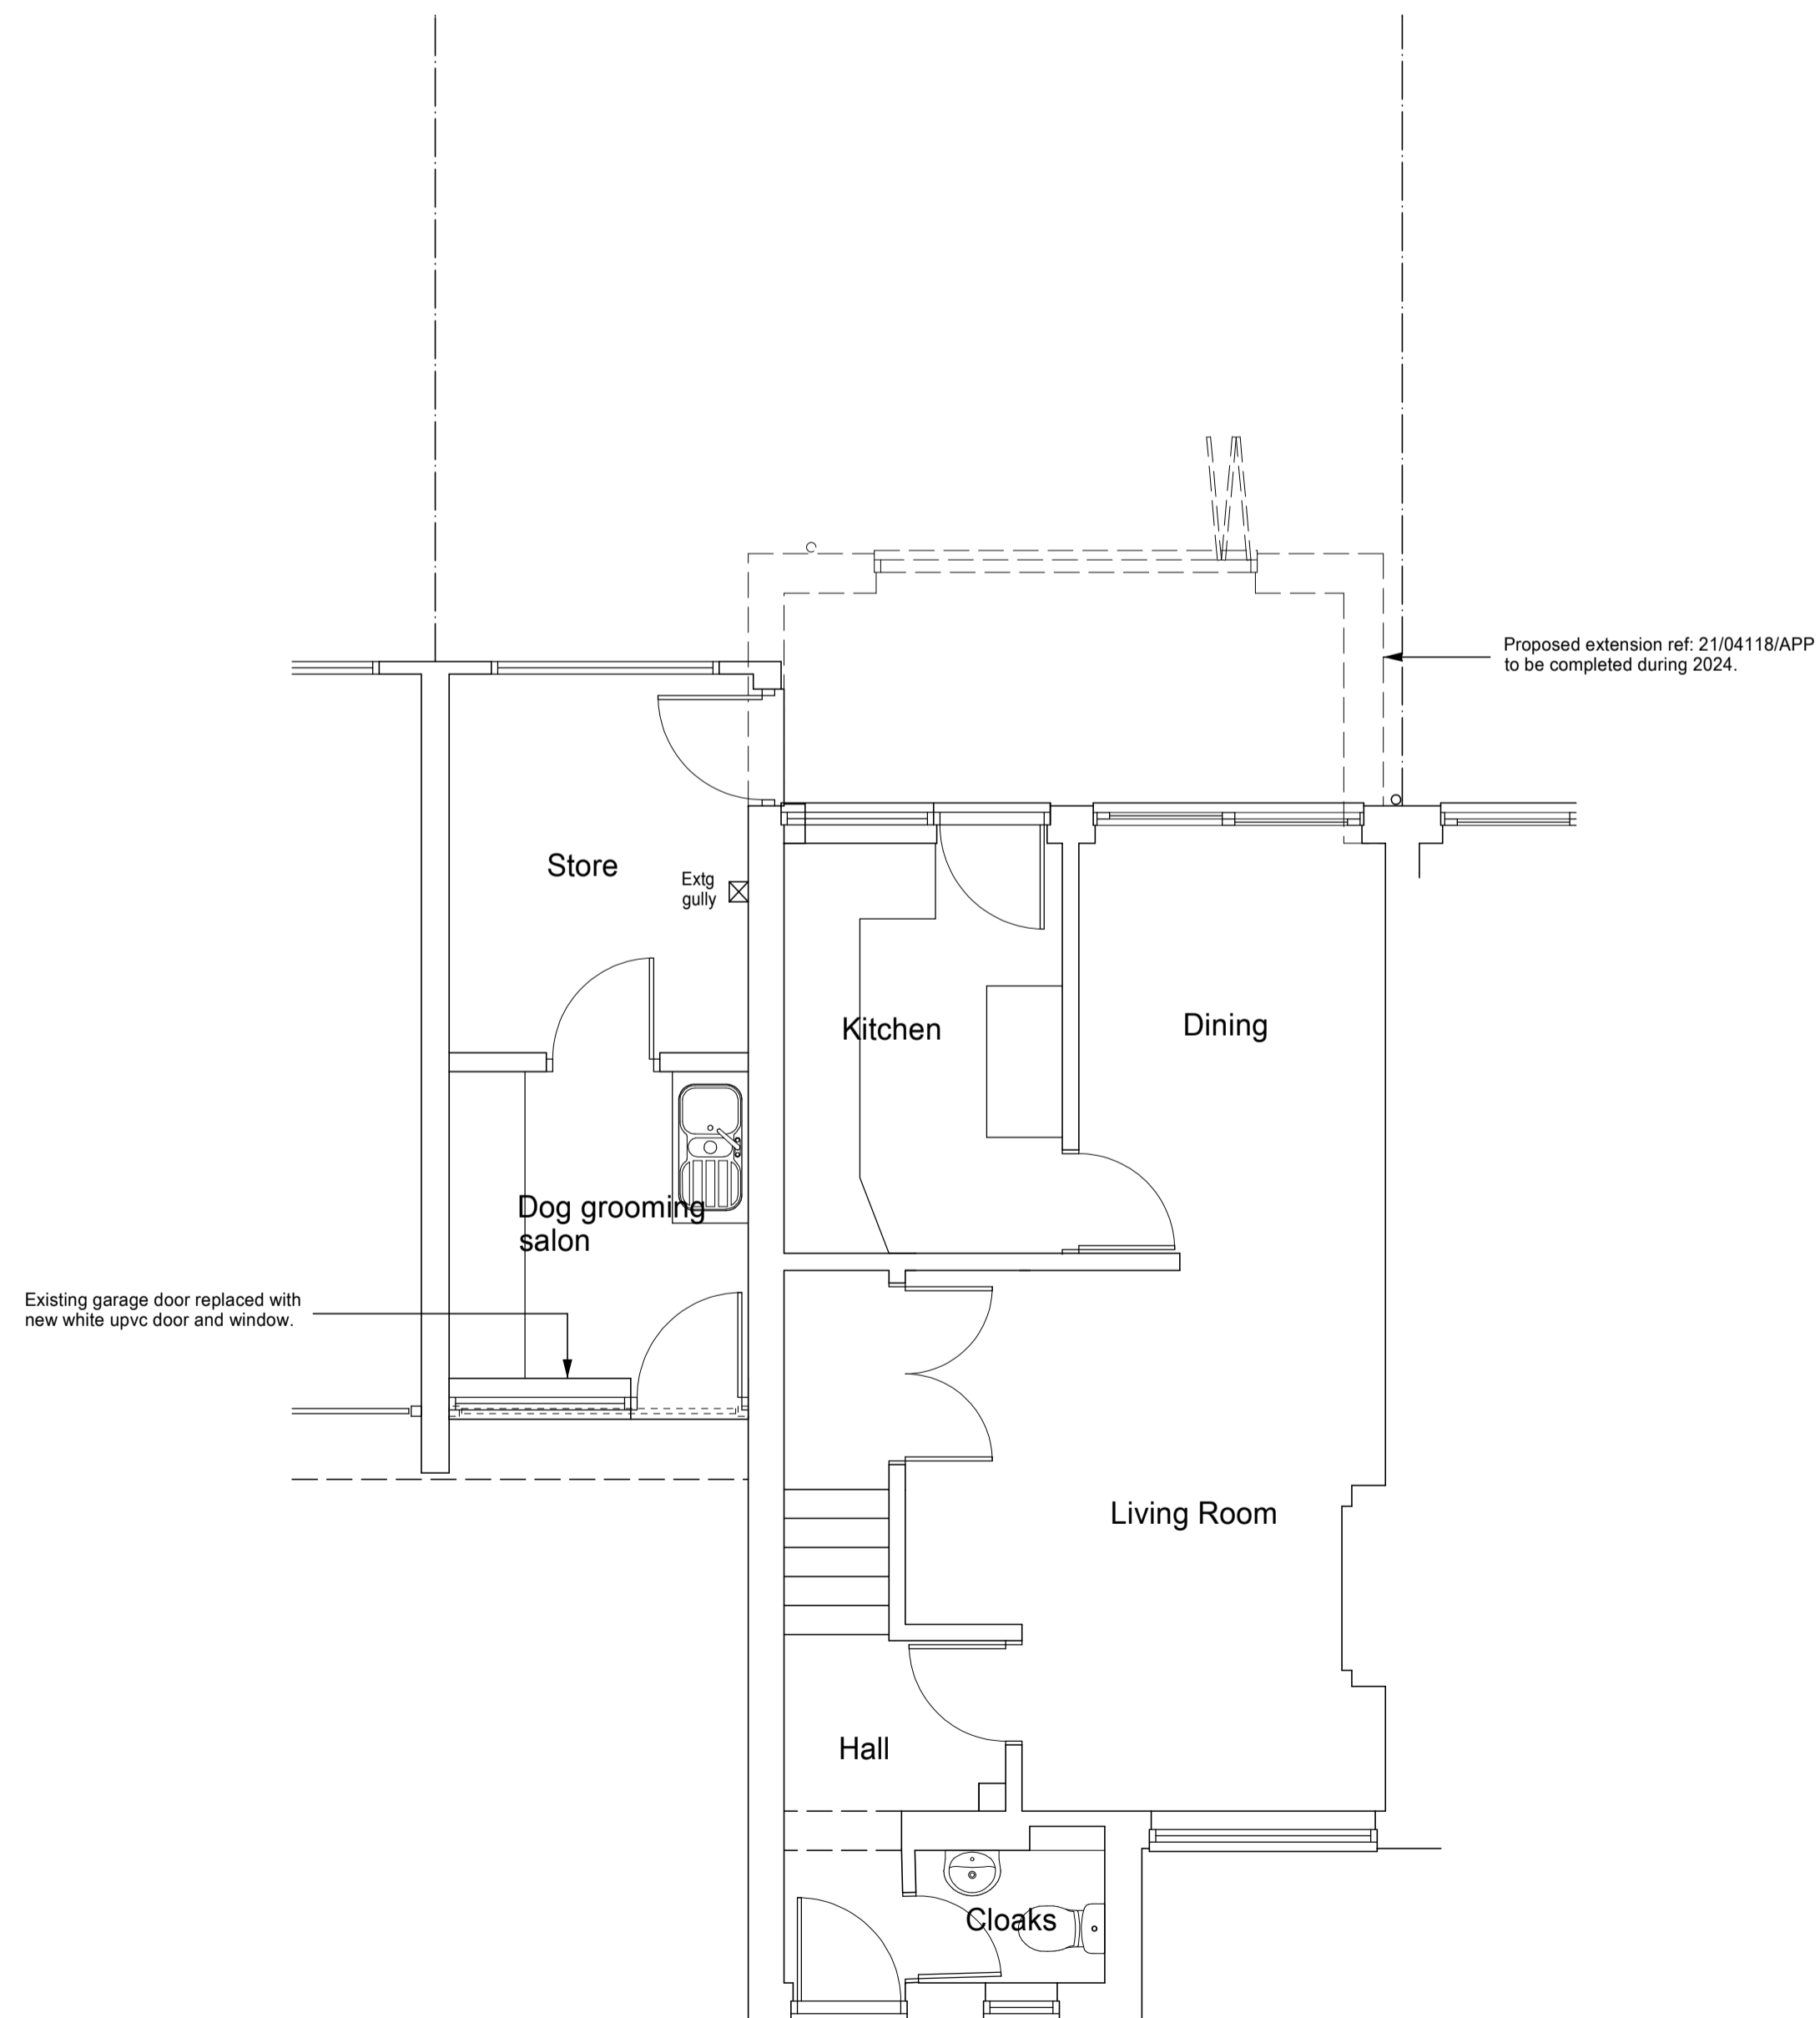 Proposed extension ref: 21/04118/APP
to be completed during 2024.
Store
Extg
gully
Kitchen
Dining
Dog grooming
salon
Existing garage door replaced with
new white upvc door and window.
Living Room
Hall
Cloaks